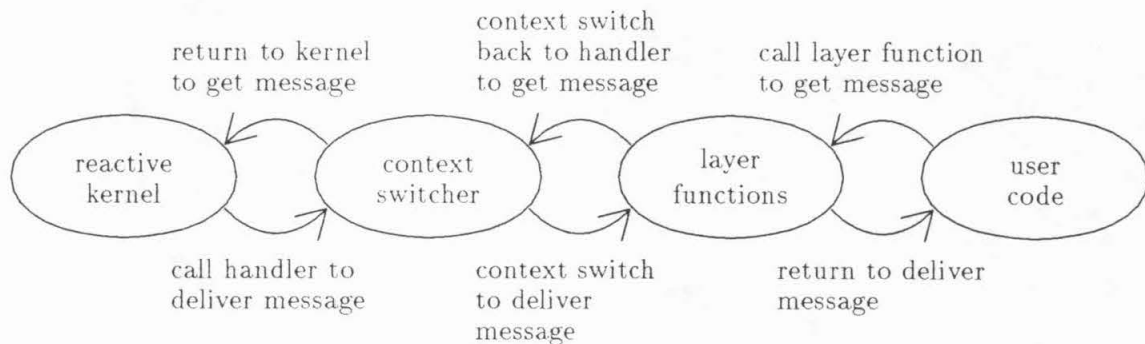 return to kernel
to get message
context switch
back to handler
to get message
call layer function
to get message
reactive
kernel
context
switcher
layer
functions
user
code
call handler to
deliver message
context switch
to deliver
message
return to deliver
message